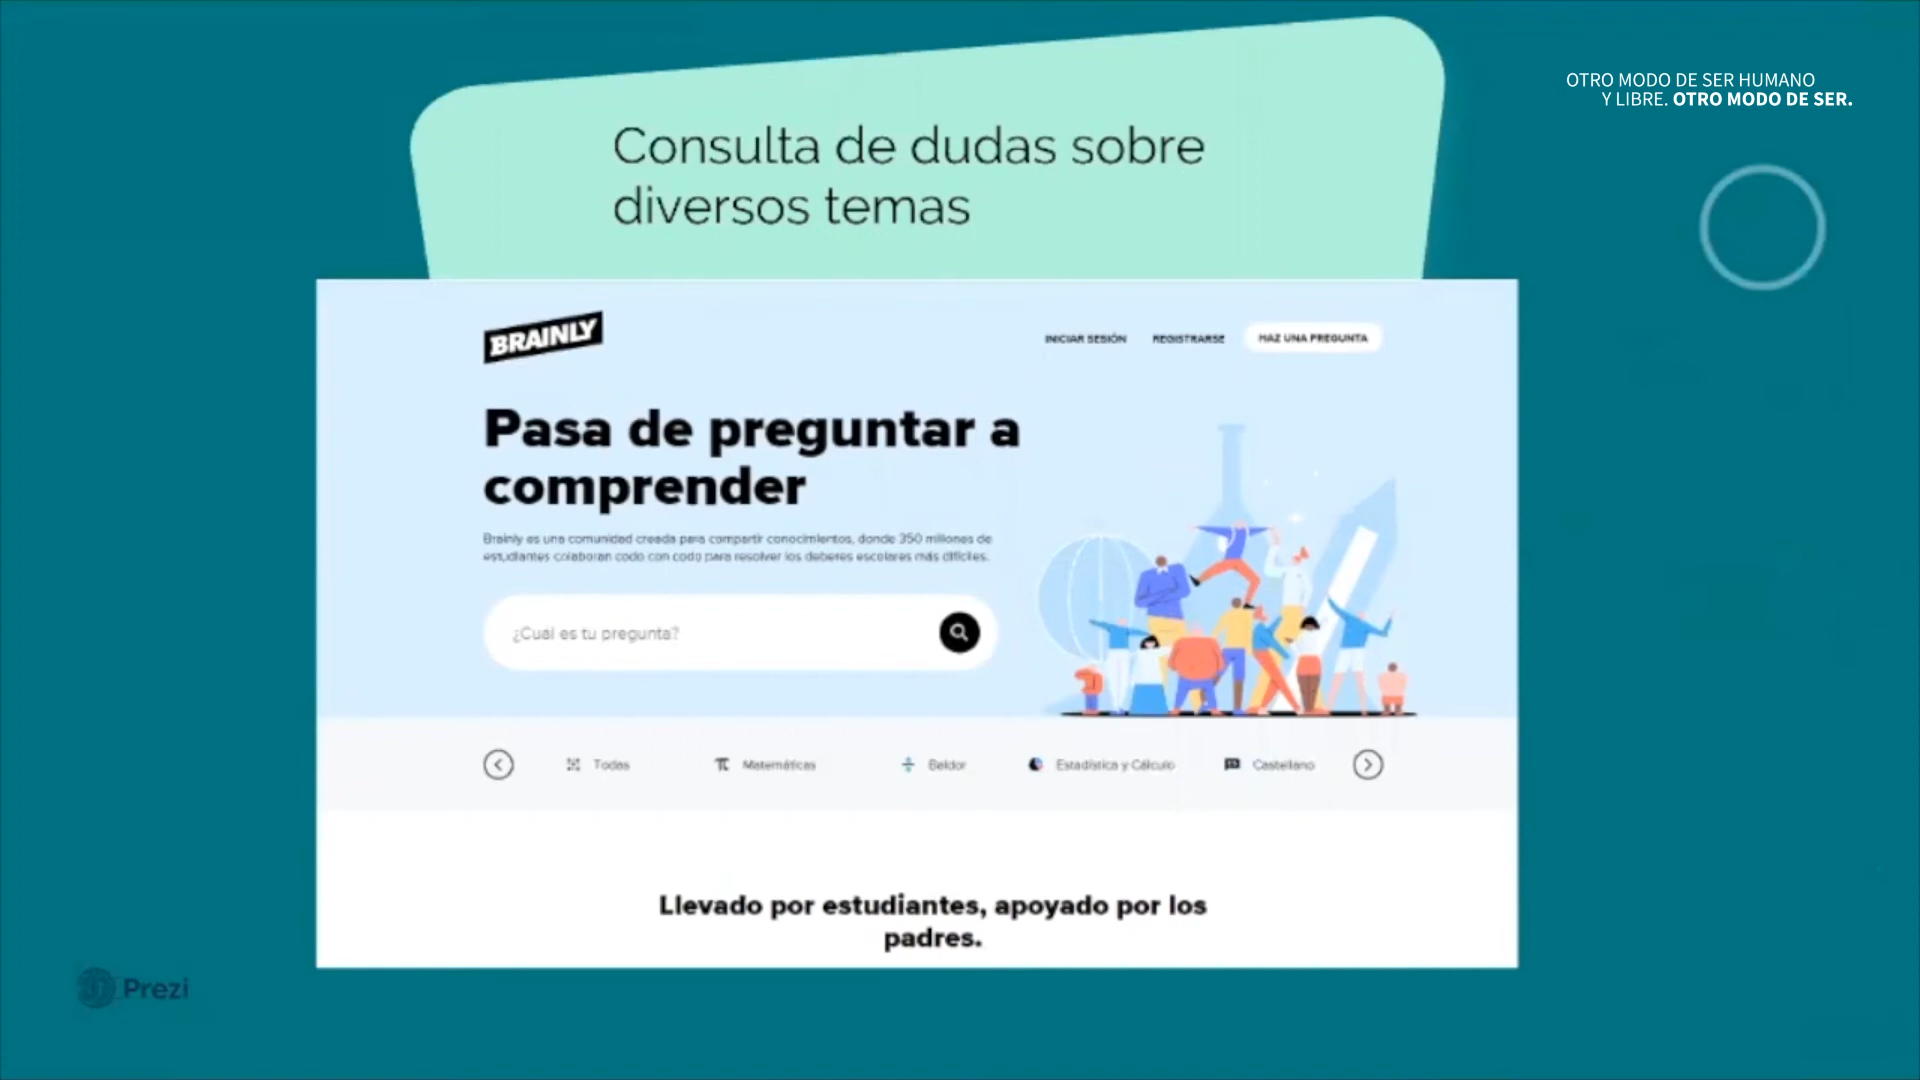 OTRO MODO DE SER HUMANO
Y LIBRE. OTRO MODO DE SER.
Consulta de dudas sobre
diversos temas
BRAINLY
INICIAR SESIÓN REGISTRARSE HAZ UNA PREGUNTA
Pasa de preguntar a
comprender
Brainly es una comunidad creada para compartir conocimientos, donde 350 millones de
estudiantes colaboran codo con codo para resolver los deberes escolares más difíciles.
¿Cuál es tu pregunta?
Todas Matemáticas Baldor Estadística y Cálculo Castellano
Llevado por estudiantes, apoyado por los
padres.
Prezi